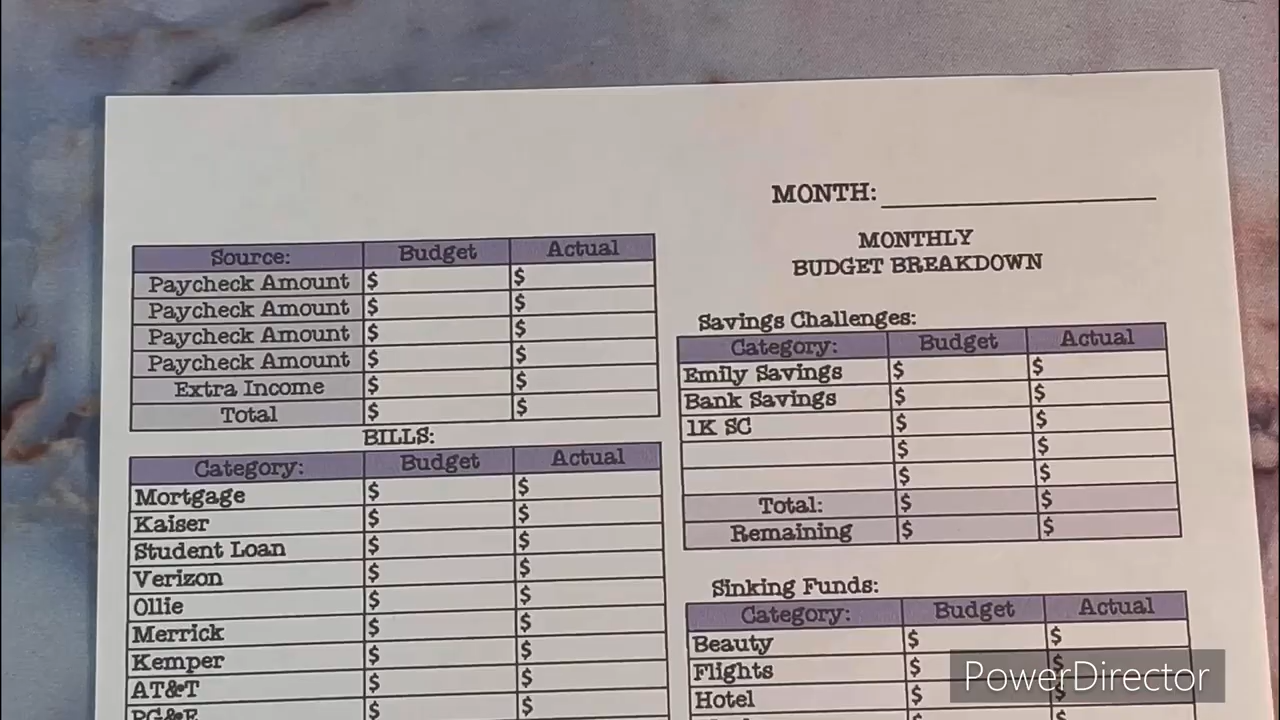 MONTH:
MONTHLY
BUDGET BREAKDOWN
Source: Budget Actual
Paycheck Amount $ $
Paycheck Amount $ $
Paycheck Amount $ $
Paycheck Amount $ $
Extra Income $ $
Total $ $
BILLS:
Category: Budget Actual
Mortgage $ $
Kaiser $ $
Student Loan $ $
Verizon $ $
Ollie $ $
Merrick $ $
Kemper $ $
AT&T $ $
PG&E $ $
Savings Challenges:
Category: Budget Actual
Emily Savings $ $
Bank Savings $ $
1K SC $ $
$ $
$ $
Total: $ $
Remaining $ $
Sinking Funds:
Category: Budget Actual
Beauty $ $
Flights $ $
Hotel $ $
PowerDirector